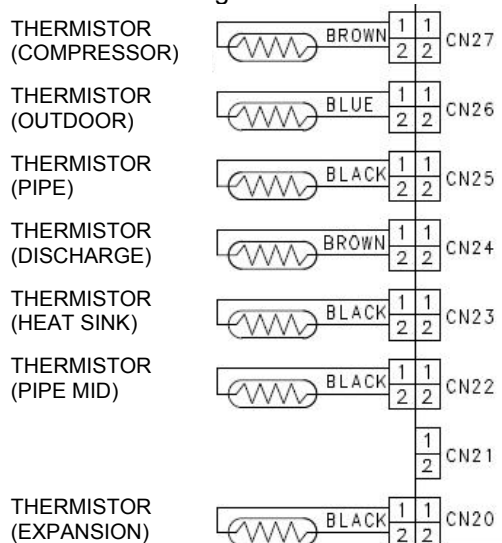 THERMISTOR
(COMPRESSOR)
BROWN 1 1
2 2
CN27
THERMISTOR
(OUTDOOR)
BLUE 1 1
2 2
CN26
THERMISTOR
(PIPE)
BLACK 1 1
2 2
CN25
THERMISTOR
(DISCHARGE)
BROWN 1 1
2 2
CN24
THERMISTOR
(HEAT SINK)
BLACK 1 1
2 2
CN23
THERMISTOR
(PIPE MID)
BLACK 1 1
2 2
CN22
1
2
CN21
THERMISTOR
(EXPANSION)
BLACK 1 1
2 2
CN20